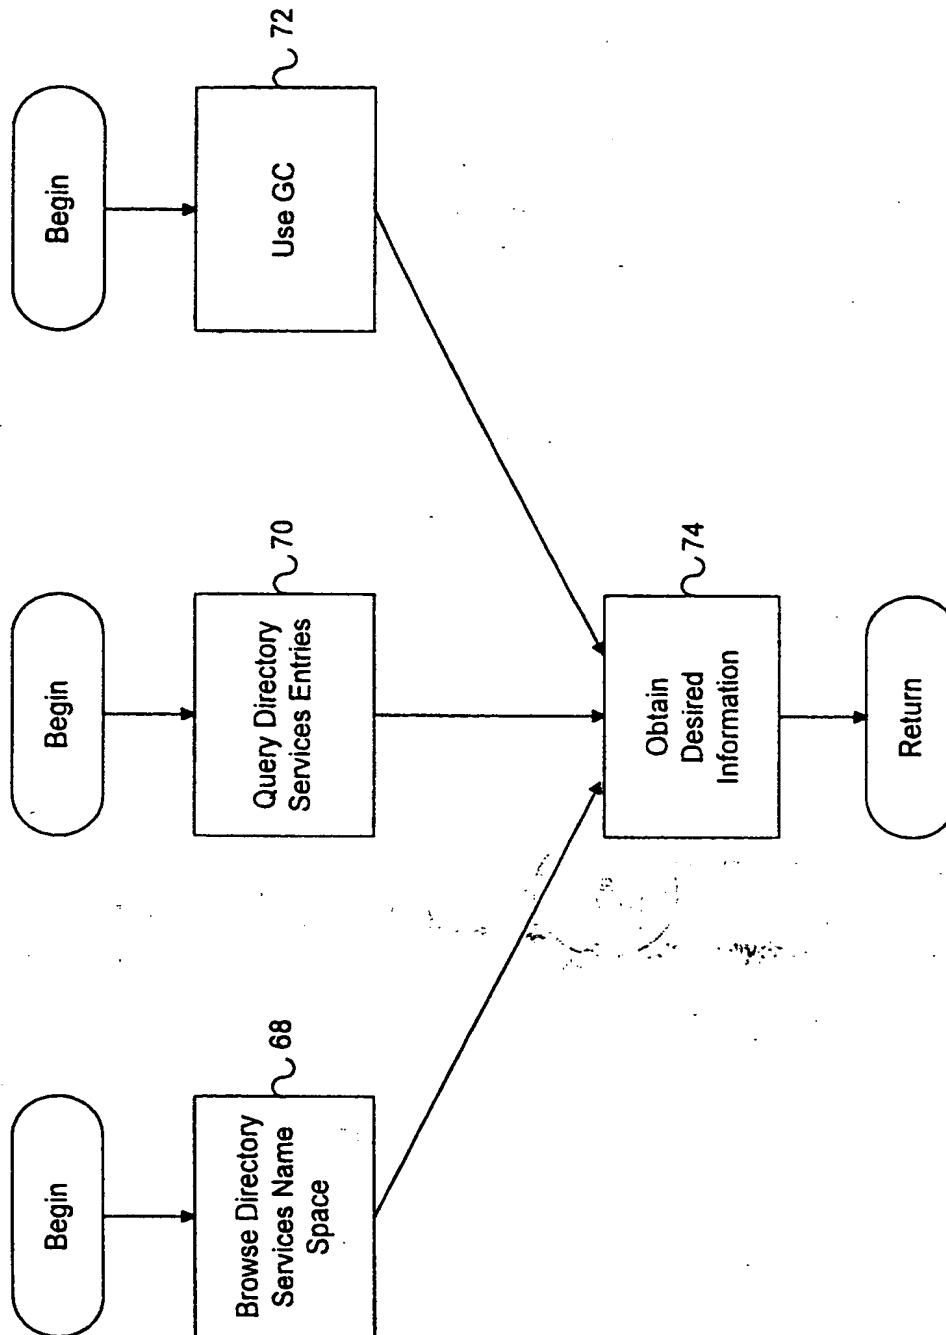 Begin
Begin
Begin
Browse Directory
Services Name
Space
68
Query Directory
Services Entries
70
Use GC
72
Obtain
Desired
Information
74
Return